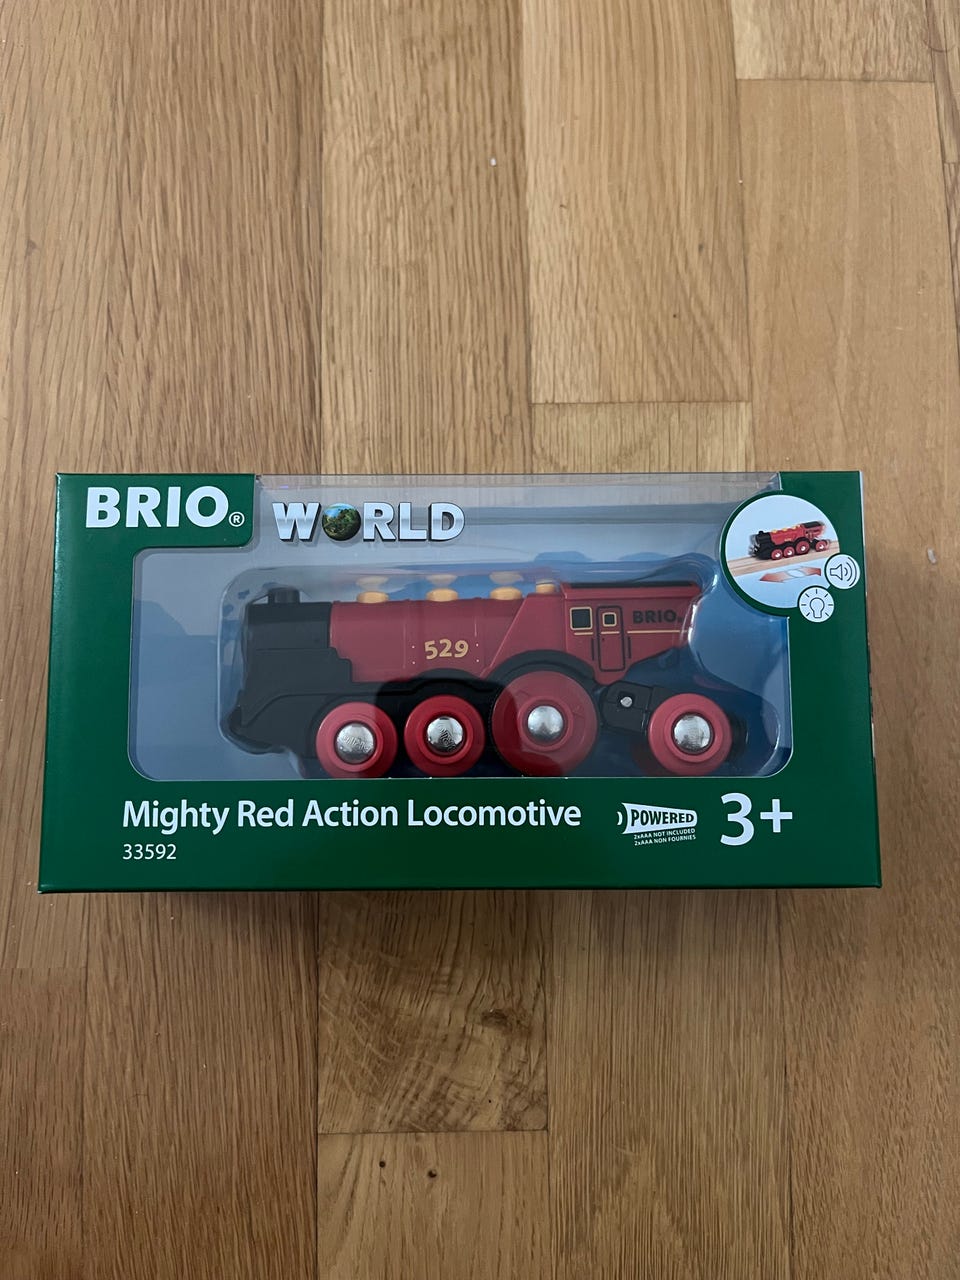 BRIO®
WORLD
529
BRIO®
Mighty Red Action Locomotive
33592
POWERED
2xAAA NOT INCLUDED
2xAAA NON FOURNIES
3+